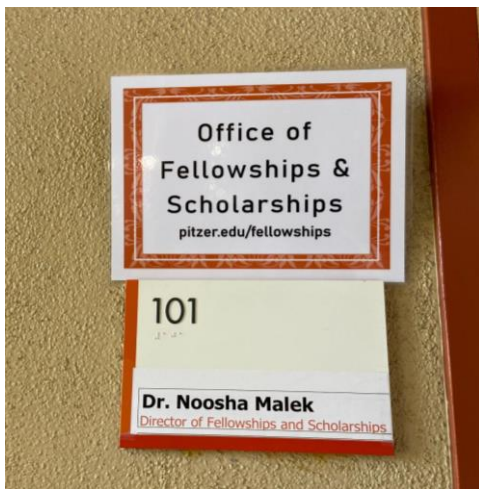 Office of
Fellowships &
Scholarships
pitzer.edu/fellowships
101
Dr. Noosha Malek
Director of Fellowships and Scholarships